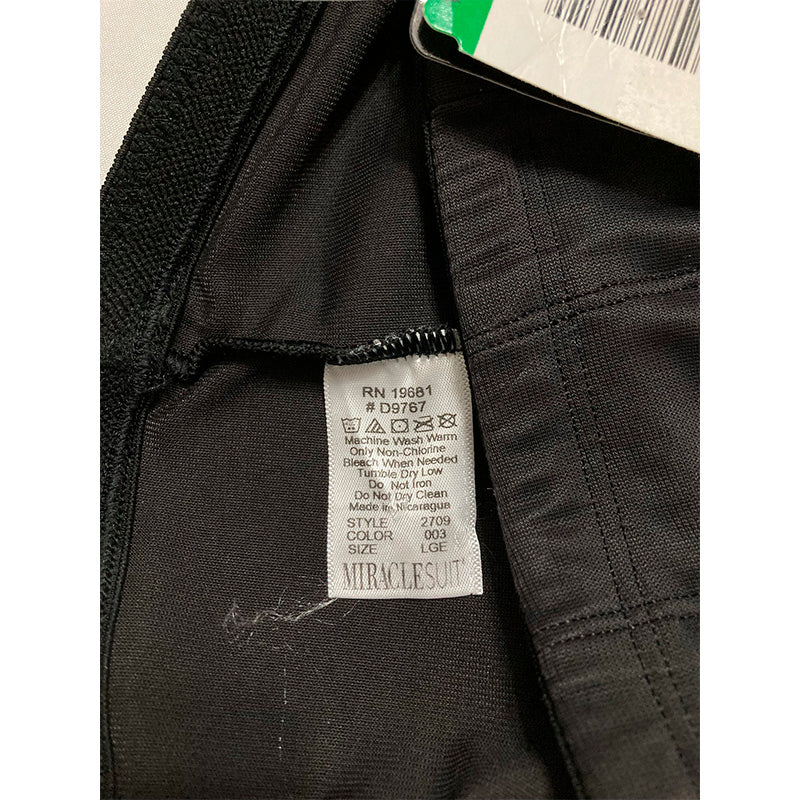 RN 19681
# D9767
Machine Wash Warm
Only Non-Chlorine
Bleach When Needed
Tumble Dry Low
Do Not Iron
Do Not Dry Clean
Made in Nicaragua
STYLE 2709
COLOR 003
SIZE LGE
MIRACLESUIT